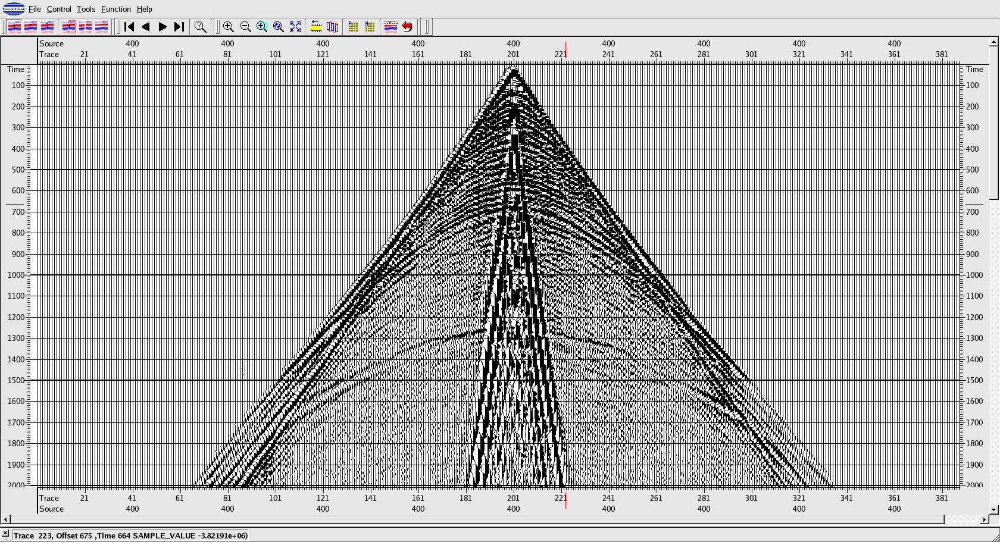 GeoEast File Control Tools Function Help
1 2 3
Source 400 400 400 400 400 400 400 400 400
Trace 21 41 61 81 101 121 141 161 181 201 221 241 261 281 301 321 341 361 381
Time Time
100 100
200 200
300 300
400 400
500 500
600 600
700 700
800 800
900 900
1000 1000
1100 1100
1200 1200
1300 1300
1400 1400
1500 1500
1600 1600
1700 1700
1800 1800
1900 1900
2000 2000
Trace 21 41 61 81 101 121 141 161 181 201 221 241 261 281 301 321 341 361 381
Source 400 400 400 400 400 400 400 400 400
Trace 223, Offset 675 ,Time 664 SAMPLE_VALUE -3.82191e+06)